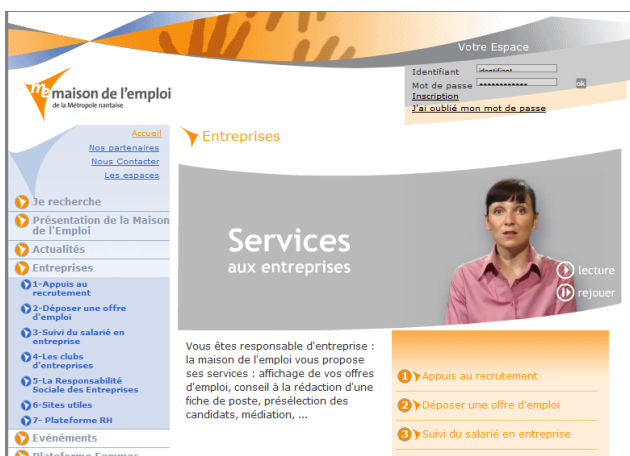 Votre Espace
Identifiant
identifiant
Mot de passe ••••••••••••
ok
Inscription
J'ai oublié mon mot de passe
me
maison de l'emploi
de la Métropole nantaise
Accueil
Nos partenaires
Nous Contacter
Les espaces
Je recherche
Présentation de la Maison
de l'Emploi
Actualités
Entreprises
1-Appuis au
recrutement
2-Déposer une offre
d'emploi
3-Suivi du salarié en
entreprise
4-Les clubs
d'entreprises
5-La Responsabilité
Sociale des Entreprises
6-Sites utiles
7- Plateforme RH
Evénéments
Plateforme Femmes
Entreprises
Services
aux entreprises
lecture
rejouer
Vous êtes responsable d'entreprise :
la maison de l'emploi vous propose
ses services : affichage de vos offres
d'emploi, conseil à la rédaction d'une
fiche de poste, présélection des
candidats, médiation, ...
1 Appuis au recrutement
2 Déposer une offre d'emploi
3 Suivi du salarié en entreprise